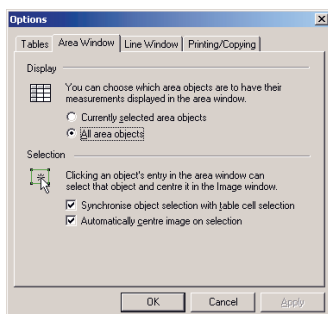 Options
Tables
Area Window
Line Window
Printing/Copying
Display
You can choose which area objects are to have their
measurements displayed in the area window.
Currently selected area objects
All area objects
Selection
Clicking an object's entry in the area window can
select that object and centre it in the Image window.
Synchronise object selection with table cell selection
Automatically centre image on selection
OK
Cancel
Apply